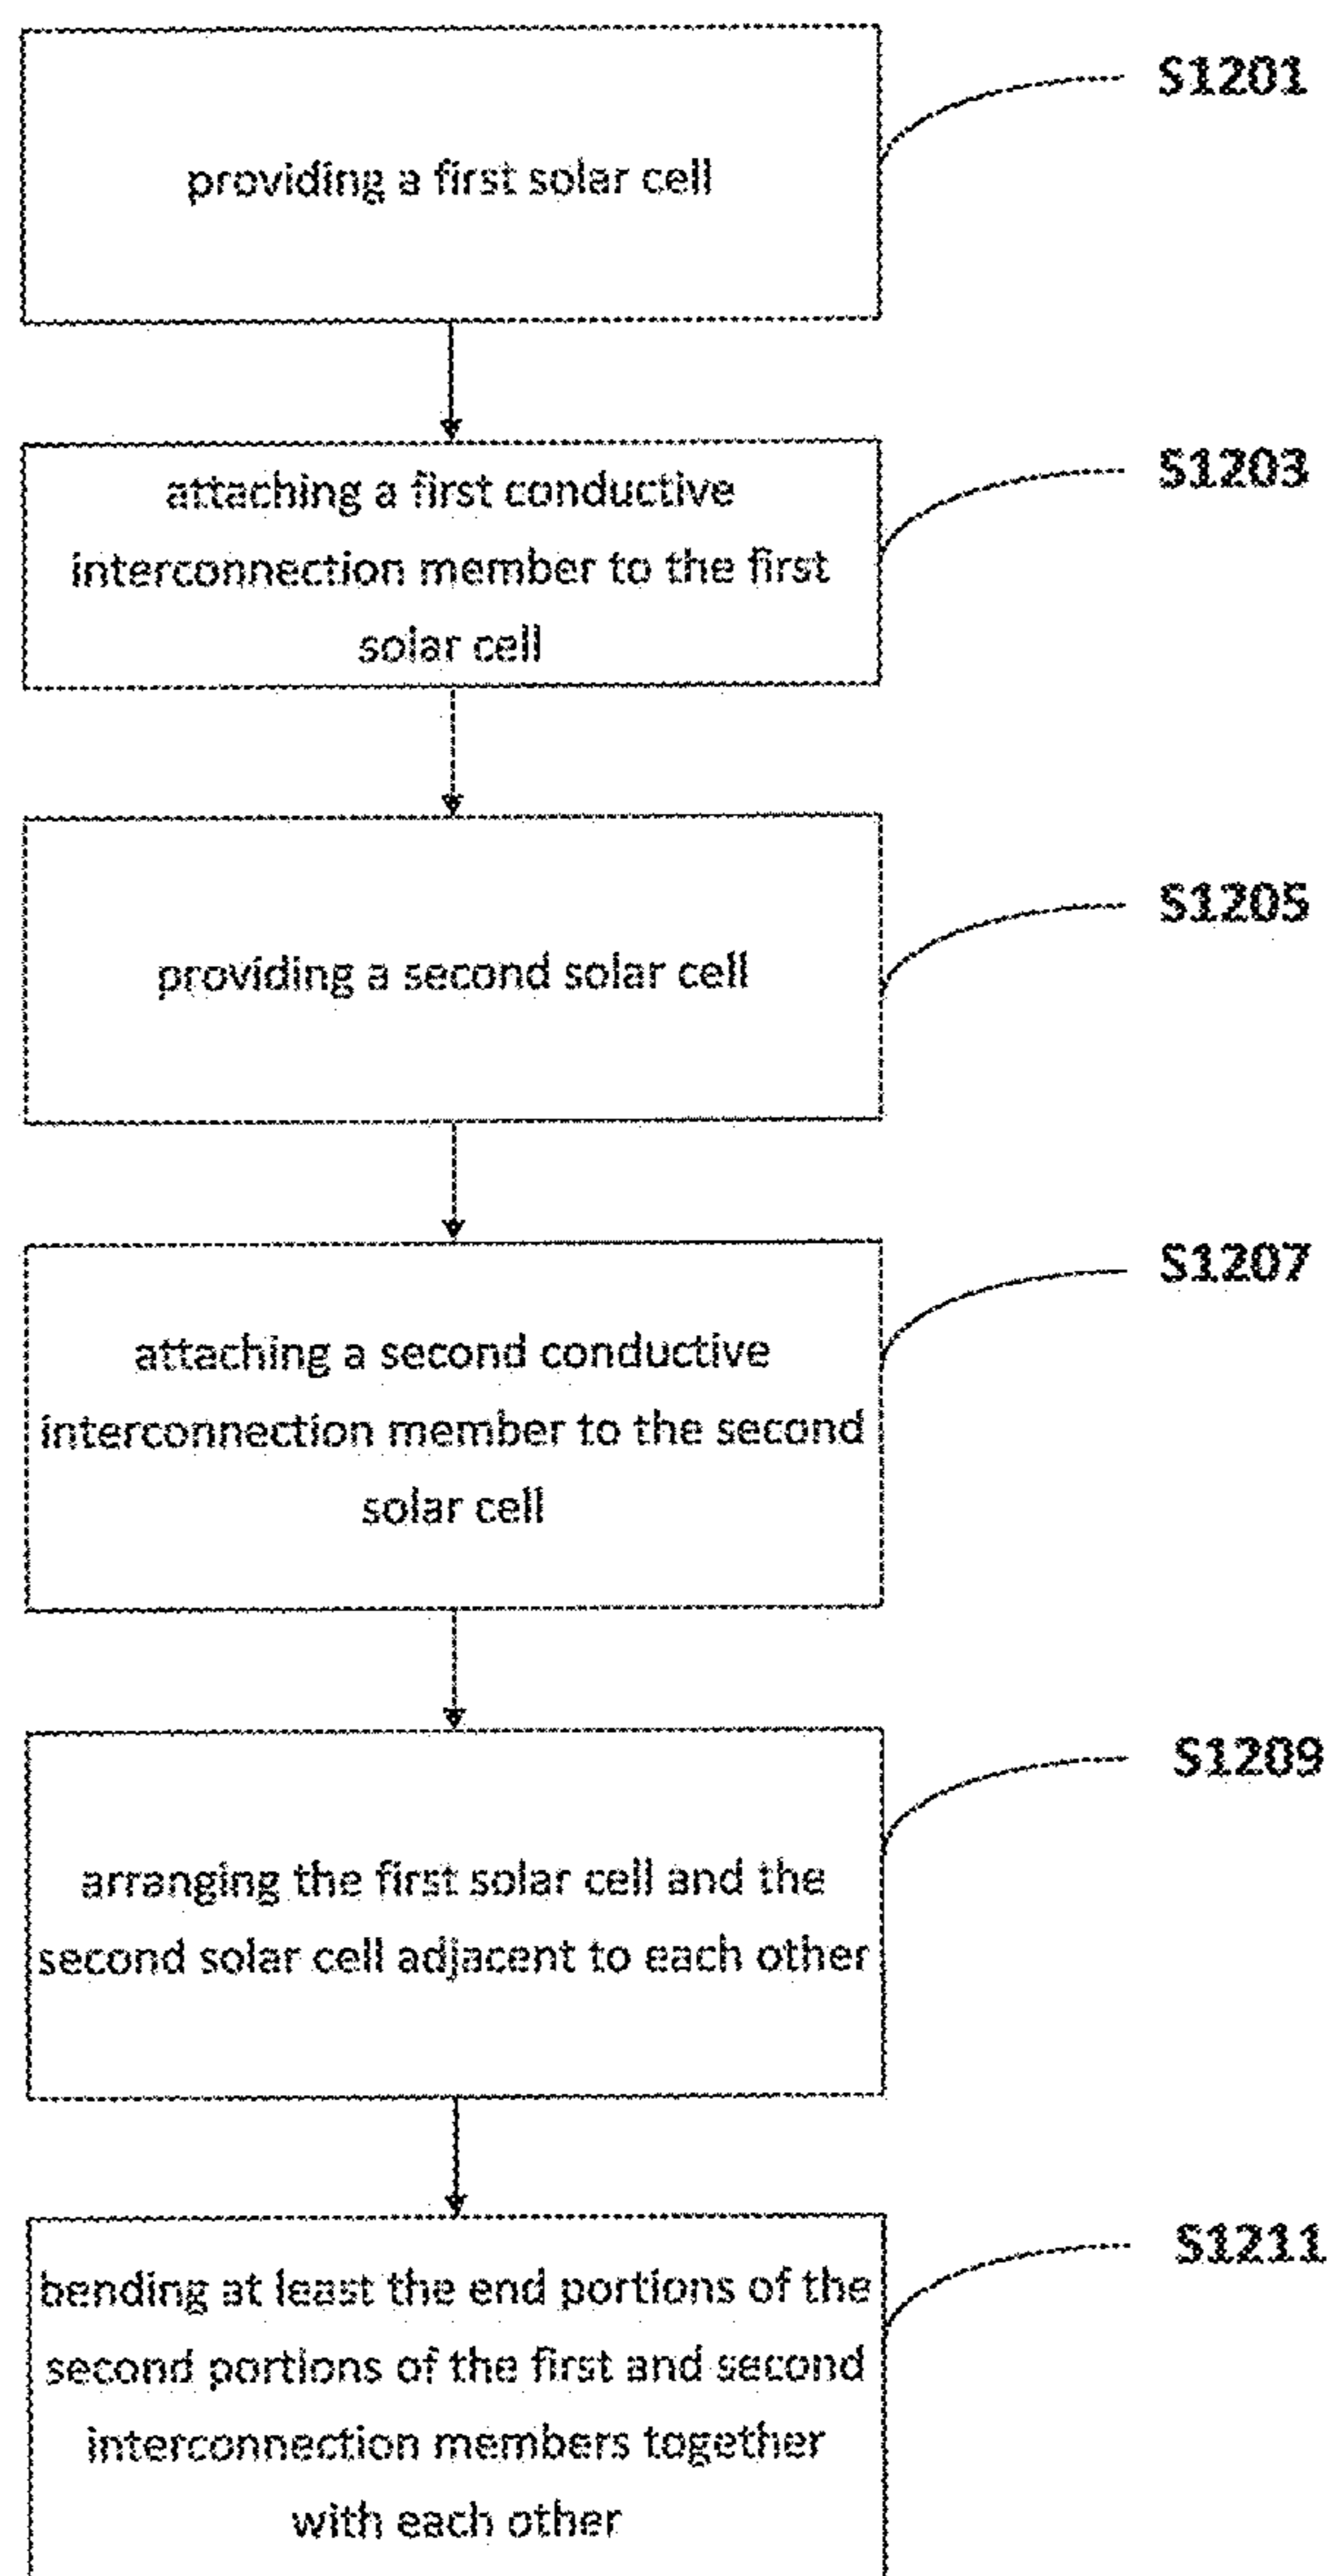 providing a first solar cell
S1201
attaching a first conductive
interconnection member to the first
solar cell
S1203
providing a second solar cell
S1205
attaching a second conductive
interconnection member to the second
solar cell
S1207
arranging the first solar cell and the
second solar cell adjacent to each other
S1209
bending at least the end portions of the
second portions of the first and second
interconnection members together
with each other
S1211